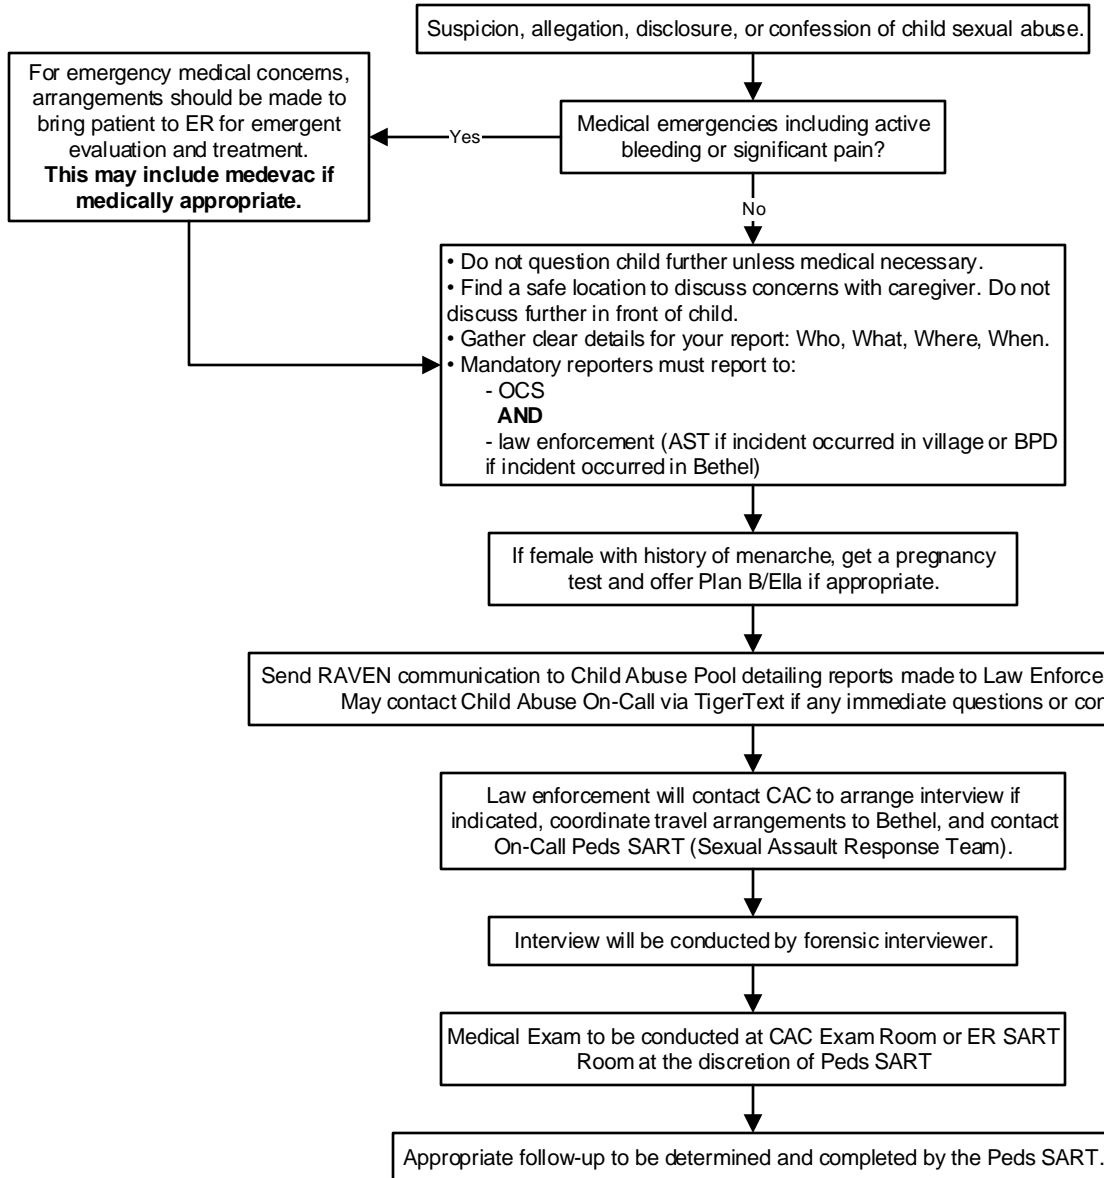 Suspicion, allegation, disclosure, or confession of child sexual abuse.
For emergency medical concerns,
arrangements should be made to
bring patient to ER for emergent
evaluation and treatment.
This may include medevac if
medically appropriate.
Yes
Medical emergencies including active
bleeding or significant pain?
No
• Do not question child further unless medical necessary.
• Find a safe location to discuss concerns with caregiver. Do not
discuss further in front of child.
• Gather clear details for your report: Who, What, Where, When.
• Mandatory reporters must report to:
- OCS
AND
- law enforcement (AST if incident occurred in village or BPD
if incident occurred in Bethel)
If female with history of menarche, get a pregnancy
test and offer Plan B/Ella if appropriate.
Send RAVEN communication to Child Abuse Pool detailing reports made to Law
May contact Child Abuse On-Call via TigerText if any immediate questions or
Law enforcement will contact CAC to arrange interview if
indicated, coordinate travel arrangements to Bethel, and contact
On-Call Peds SART (Sexual Assault Response Team).
Interview will be conducted by forensic interviewer.
Medical Exam to be conducted at CAC Exam Room or ER SART
Room at the discretion of Peds SART
Appropriate follow-up to be determined and completed by the Peds SART.